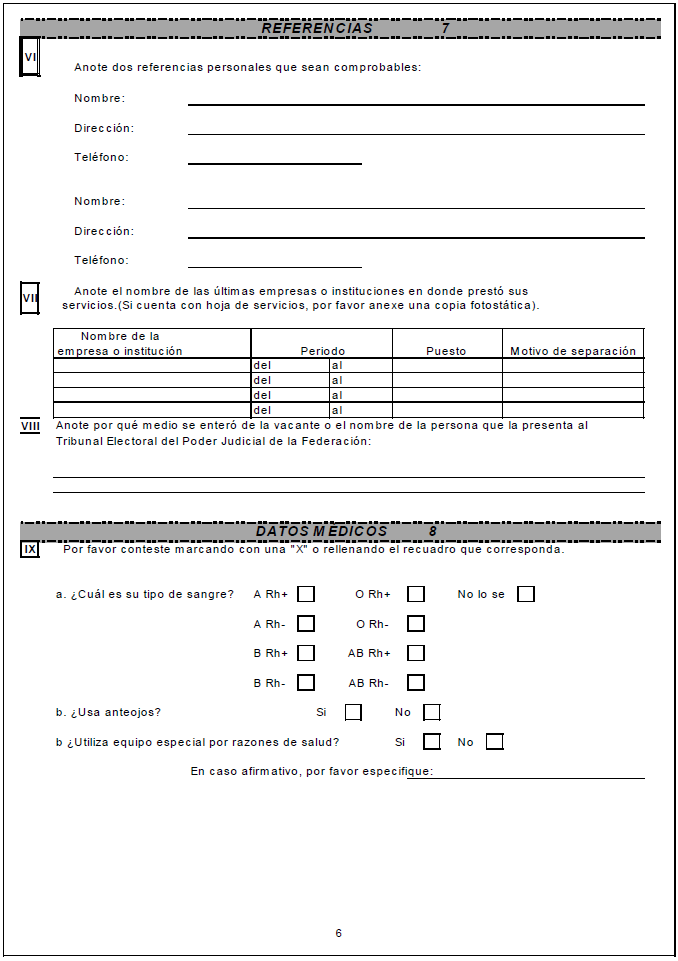 REFERENCIAS 7
VI
Anote dos referencias personales que sean comprobables:
Nombre:
Dirección:
Teléfono:
Nombre:
Dirección:
Teléfono:
VII
Anote el nombre de las últimas empresas o instituciones en donde prestó sus
servicios.(Si cuenta con hoja de servicios, por favor anexe una copia fotostática).
Nombre de la
empresa o institución Periodo Puesto Motivo de separación
del al
del al
del al
del al
VIII Anote por qué medio se enteró de la vacante o el nombre de la persona que la presenta al
Tribunal Electoral del Poder Judicial de la Federación:
DATOS MEDICOS 8
IX Por favor conteste marcando con una "X" o rellenando el recuadro que corresponda.
a. ¿Cuál es su tipo de sangre? A Rh+ O Rh+ No lo se
A Rh- O Rh-
B Rh+ AB Rh+
B Rh- AB Rh-
b. ¿Usa anteojos? Si No
b ¿Utiliza equipo especial por razones de salud? Si No
En caso afirmativo, por favor especifique:
6